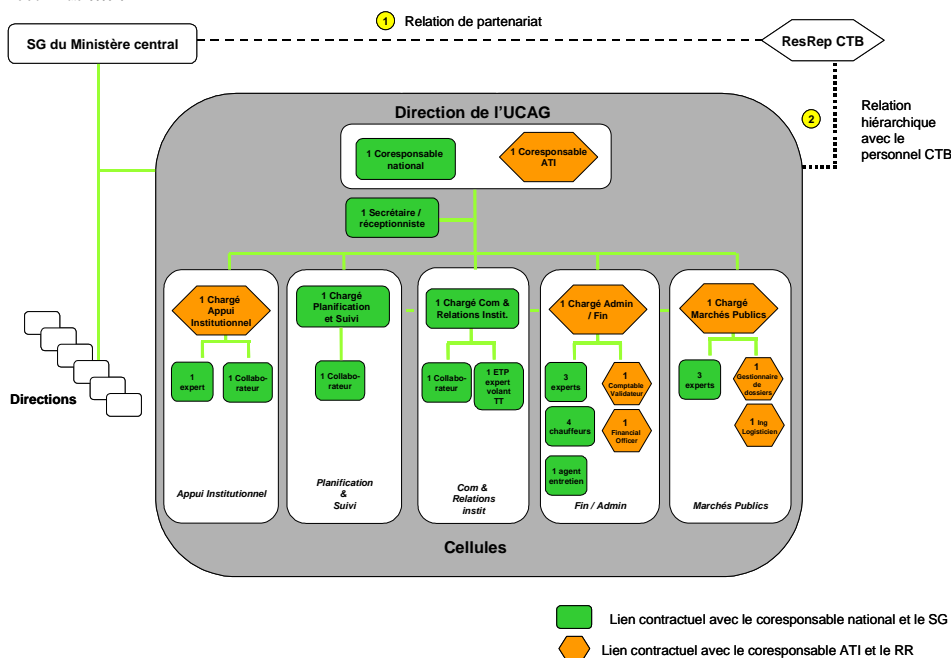 1
Relation de partenariat
SG du Ministère central
ResRep CTB
2
Relation
hiérarchique
avec le
personnel CTB
Direction de l'UCAG
1 Coresponsable
national
1 Coresponsable
ATI
1 Secrétaire /
réceptionniste
1 Chargé
Appui
Institutionnel
1 Chargé
Planification
et Suivi
1 Chargé Com &
Relations Instit.
1 Chargé Admin
/ Fin
1 Chargé
Marchés Publics
1
expert
1 Collabo-
rateur
1 Collabo-
rateur
1 Collabo-
rateur
1 ETP
expert
volant
TT
3
experts
1
Comptable
Validateur
4
chauffeurs
1
Financial
Officer
1 agent
entretien
3
experts
1
Gestionnaire
de
dossiers
1 Ing
Logisticien
Directions
Appui Institutionnel
Planification
&
Suivi
Com &
Relations
instit
Fin / Admin
Marchés Publics
Cellules
Lien contractuel avec le coresponsable national et le SG
Lien contractuel avec le coresponsable ATI et le RR